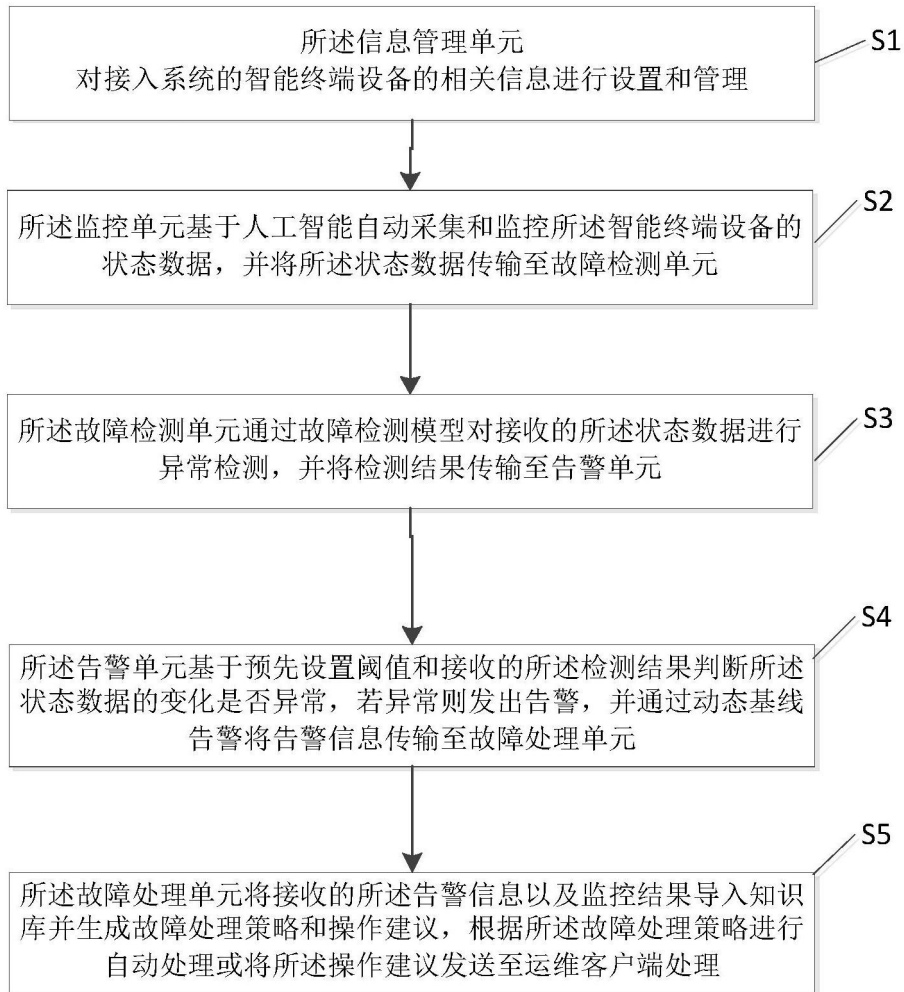 所述信息管理单元
对接入系统的智能终端设备的相关信息进行设置和管理
S1
所述监控单元基于人工智能自动采集和监控所述智能终端设备的
状态数据，并将所述状态数据传输至故障检测单元
S2
所述故障检测单元通过故障检测模型对接收的所述状态数据进行
异常检测，并将检测结果传输至告警单元
S3
所述告警单元基于预先设置阈值和接收的所述检测结果判断所述
状态数据的变化是否异常，若异常则发出告警，并通过动态基线
告警将告警信息传输至故障处理单元
S4
所述故障处理单元将接收的所述告警信息以及监控结果导入知识
库并生成故障处理策略和操作建议，根据所述故障处理策略进行
自动处理或将所述操作建议发送至运维客户端处理
S5